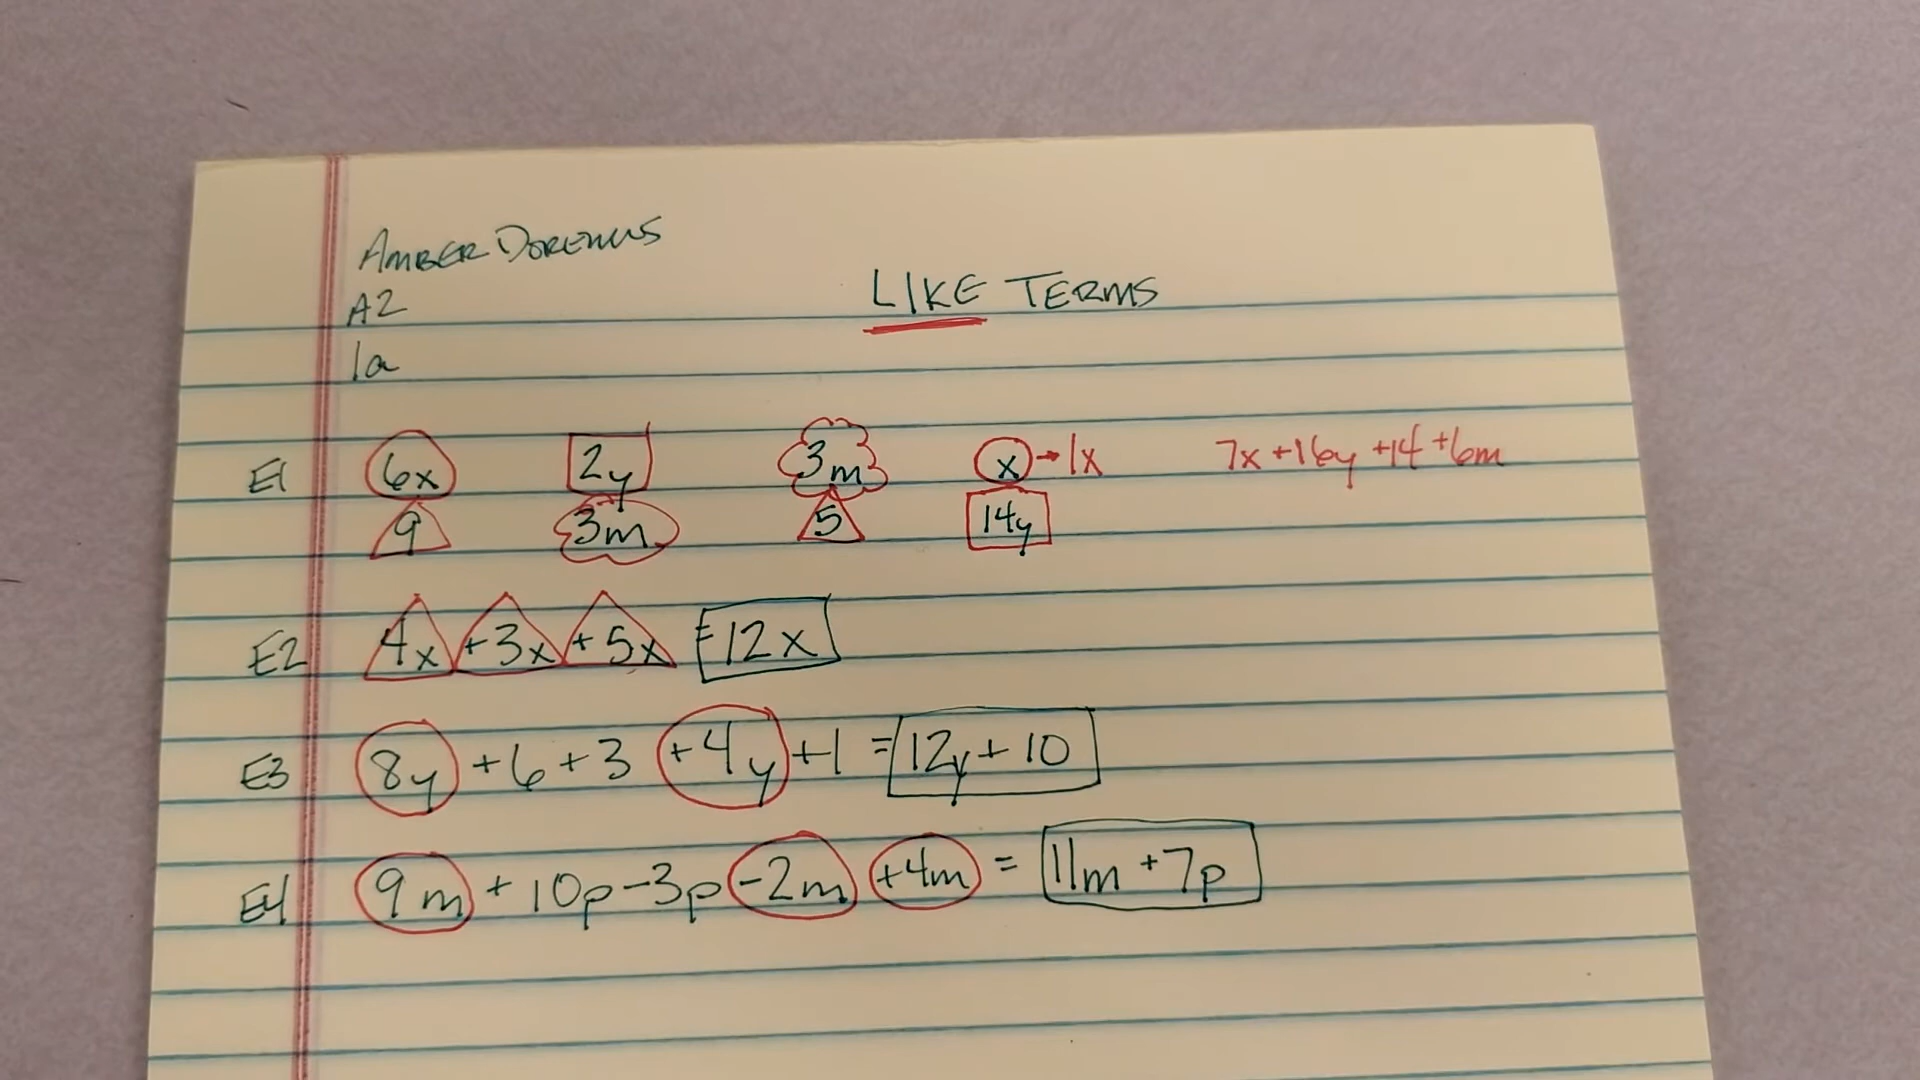 AMBER DOREMUS
A2
LIKE TERMS
1a
E1 6x 2y 3m x → 1x 7x + 16y + 14 + 6m
9 3m 5 14y
E2 4x + 3x + 5x = 12x
E3 8y + 6 + 3 + 4y + 1 = 12y + 10
E4 9m + 10p - 3p - 2m + 4m = 11m + 7p